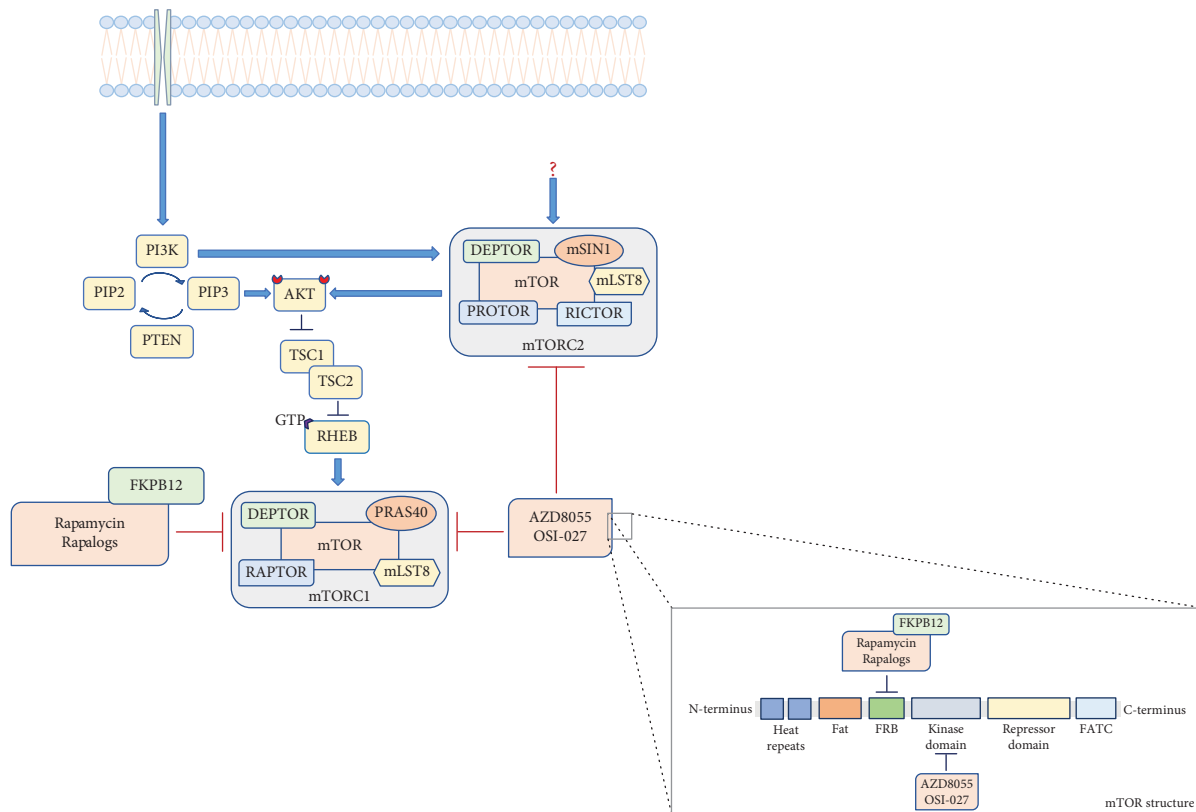 ?
PI3K
PIP2
PIP3
PTEN
AKT
DEPTOR
mSIN1
mTOR
mLST8
PROTOR
RICTOR
mTORC2
TSC1
TSC2
GTP
RHEB
FKPB12
Rapamycin
Rapalogs
DEPTOR
PRAS40
mTOR
RAPTOR
mLST8
mTORC1
AZD8055
OSI-027
FKPB12
Rapamycin
Rapalogs
N-terminus
C-terminus
Heat
repeats
Fat
FRB
Kinase
domain
Repressor
domain
FATC
AZD8055
OSI-027
mTOR structure